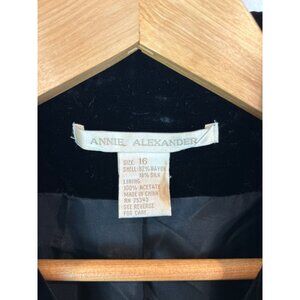 ANNIE ALEXANDER
SIZE 16
SHELL: 82% RAYON
18% SILK
LINING:
100% ACETATE
MADE IN CHINA
RN 75343
SEE REVERSE
FOR CARE.